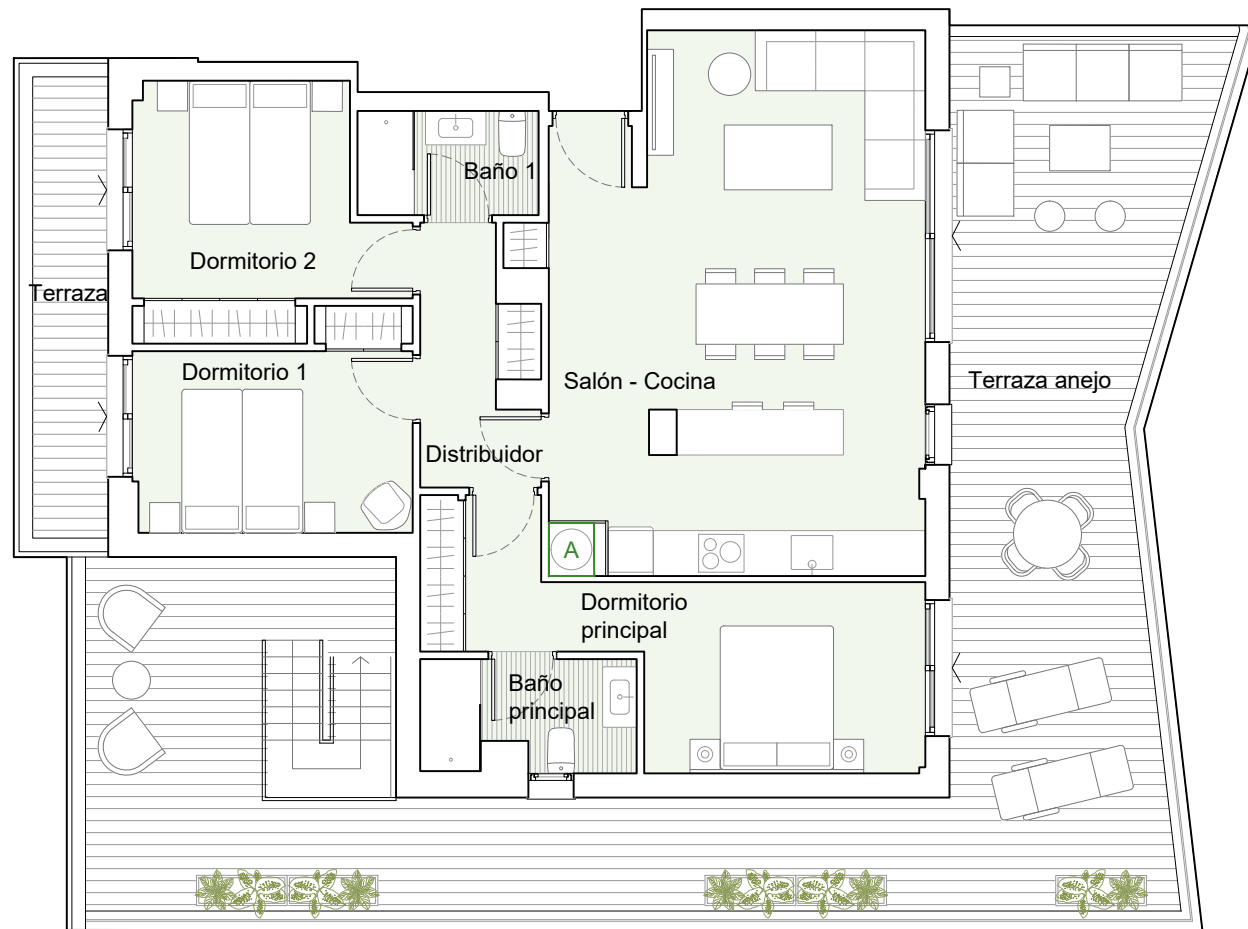 Baño 1
Dormitorio 2
Terraza
Dormitorio 1
Salón - Cocina
Terraza anejo
Distribuidor
A
Dormitorio
principal
Baño
principal